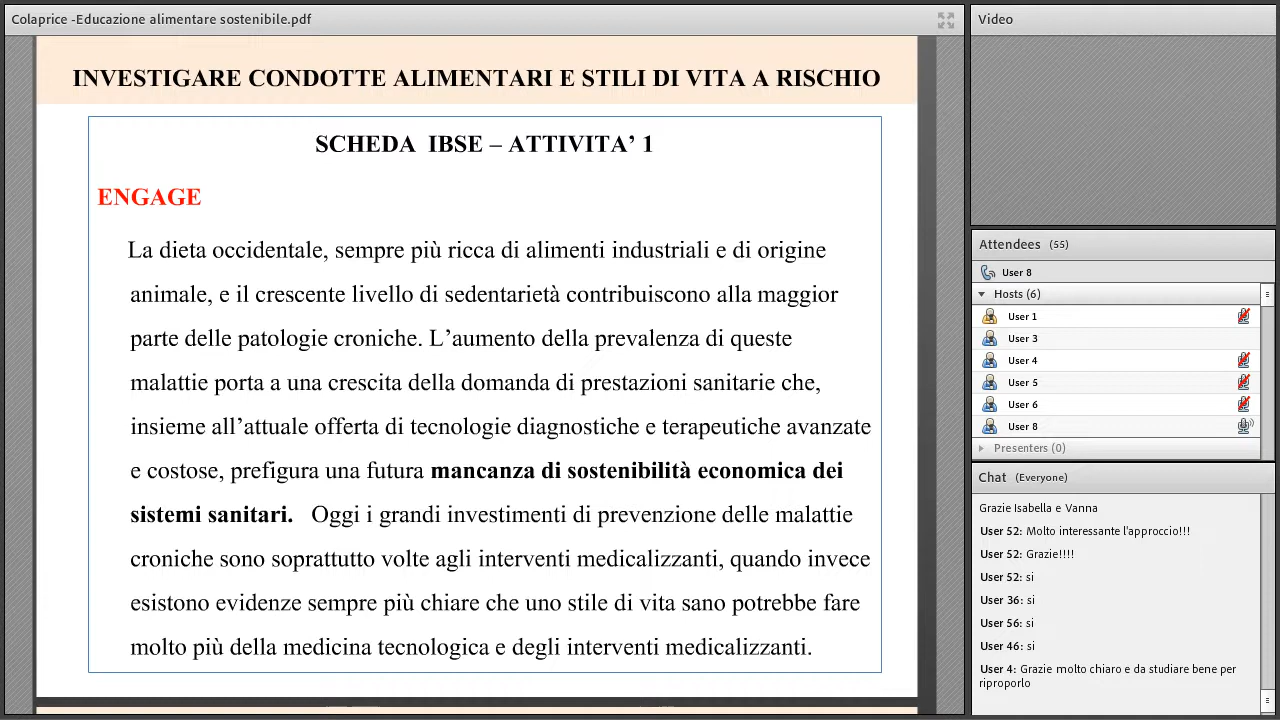 Colaprice -Educazione alimentare sostenibile.pdf
INVESTIGARE CONDOTTE ALIMENTARI E STILI DI VITA A RISCHIO
SCHEDA IBSE – ATTIVITA’ 1
ENGAGE
La dieta occidentale, sempre più ricca di alimenti industriali e di origine
animale, e il crescente livello di sedentarietà contribuiscono alla maggior
parte delle patologie croniche. L’aumento della prevalenza di queste
malattie porta a una crescita della domanda di prestazioni sanitarie che,
insieme all’attuale offerta di tecnologie diagnostiche e terapeutiche avanzate
e costose, prefigura una futura mancanza di sostenibilità economica dei
sistemi sanitari. Oggi i grandi investimenti di prevenzione delle malattie
croniche sono soprattutto volte agli interventi medicalizzanti, quando invece
esistono evidenze sempre più chiare che uno stile di vita sano potrebbe fare
molto più della medicina tecnologica e degli interventi medicalizzanti.
Video
Attendees (55)
User 8
Hosts (6)
User 1
User 3
User 4
User 5
User 6
User 8
Presenters (0)
Chat (Everyone)
Grazie Isabella e Vanna
User 52: Molto interessante l'approccio!!!
User 52: Grazie!!!!
User 52: si
User 36: si
User 56: si
User 46: si
User 4: Grazie molto chiaro e da studiare bene per
riproporlo